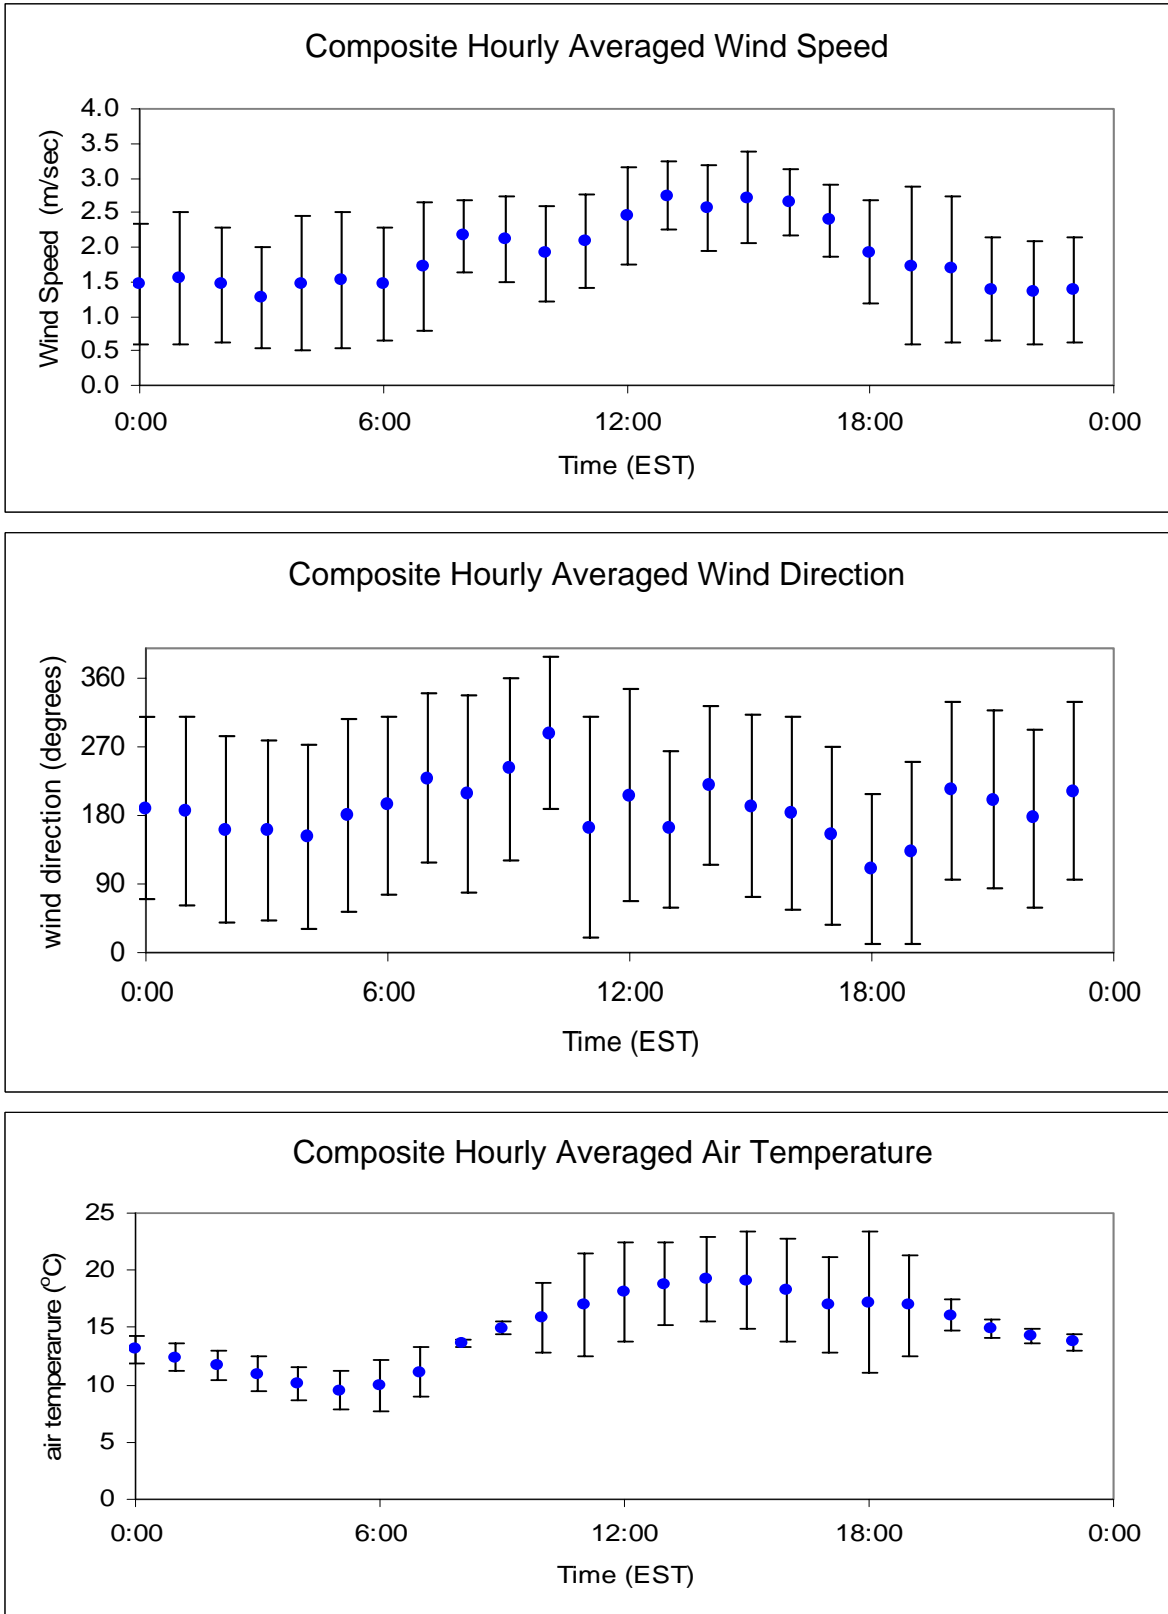 Composite Hourly Averaged Wind Speed
4.0
3.5
3.0
2.5
2.0
1.5
1.0
0.5
0.0
Wind Speed (m/sec)
0:00 6:00 12:00 18:00 0:00
Time (EST)
Composite Hourly Averaged Wind Direction
360
270
180
90
0
wind direction (degrees)
0:00 6:00 12:00 18:00 0:00
Time (EST)
Composite Hourly Averaged Air Temperature
25
20
15
10
5
0
air temperarure (°C)
0:00 6:00 12:00 18:00 0:00
Time (EST)